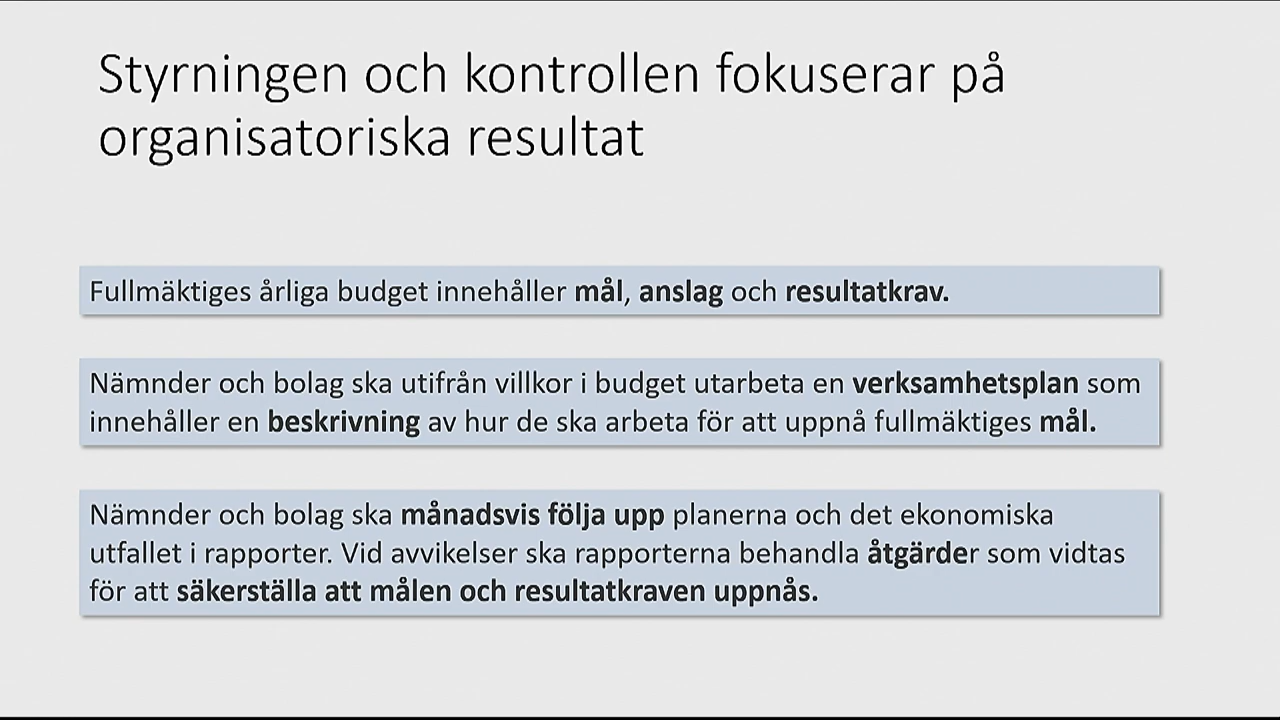 Styrningen och kontrollen fokuserar på
organisatoriska resultat
Fullmäktiges årliga budget innehåller mål, anslag och resultatkrav.
Nämnder och bolag ska utifrån villkor i budget utarbeta en verksamhetsplan som
innehåller en beskrivning av hur de ska arbeta för att uppnå fullmäktiges mål.
Nämnder och bolag ska månadsvis följa upp planerna och det ekonomiska
utfallet i rapporter. Vid avvikelser ska rapporterna behandla åtgärder som vidtas
för att säkerställa att målen och resultatkraven uppnås.